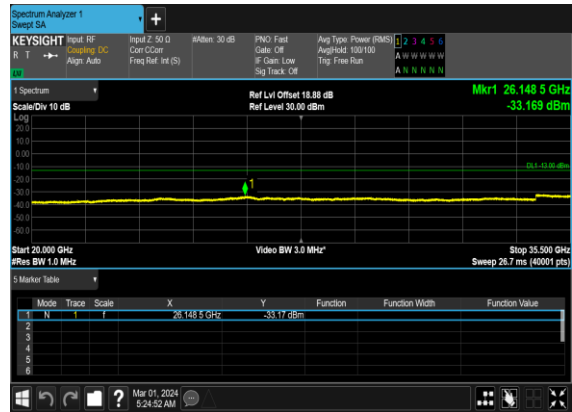 Spectrum Analyzer 1
Swept SA
+
KEYSIGHT Input: RF Input Z: 50 Ω #Atten: 30 dB PNO: Fast Avg Type: Power (RMS) 1 2 3 4 5 6
R T Coupling: DC Corr CCorr Gate: Off Avg|Hold: 100/100 A W W W W W
Align: Auto Freq Ref: Int (S) IF Gain: Low Trig: Free Run
Sig Track: Off A N N N N N
1 Spectrum Ref Lvl Offset 18.88 dB Mkr1 26.148 5 GHz
Scale/Div 10 dB Ref Level 30.00 dBm -33.169 dBm
Log
20.0
10.0
0.00
-10.0 DL1 -13.00 dBm
-20.0
-30.0 1
-40.0
-50.0
-60.0
Start 20.000 GHz Video BW 3.0 MHz* Stop 35.500 GHz
#Res BW 1.0 MHz Sweep 26.7 ms (40001 pts)
5 Marker Table
Mode Trace Scale X Y Function Function Width Function Value
1 N 1 f 26.148 5 GHz -33.17 dBm
2
3
4
5
6
? Mar 01, 2024
5:24:52 AM